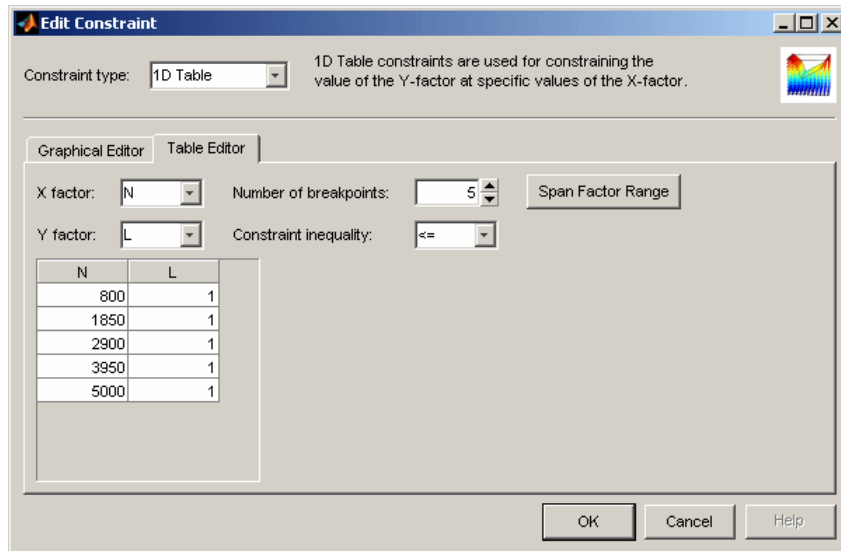 Edit Constraint
Constraint type: 1D Table
1D Table constraints are used for constraining the
value of the Y-factor at specific values of the X-factor.
Graphical Editor Table Editor
X factor: N Number of breakpoints: 5 Span Factor Range
Y factor: L Constraint inequality: <=
N L
800 1
1850 1
2900 1
3950 1
5000 1
OK Cancel Help